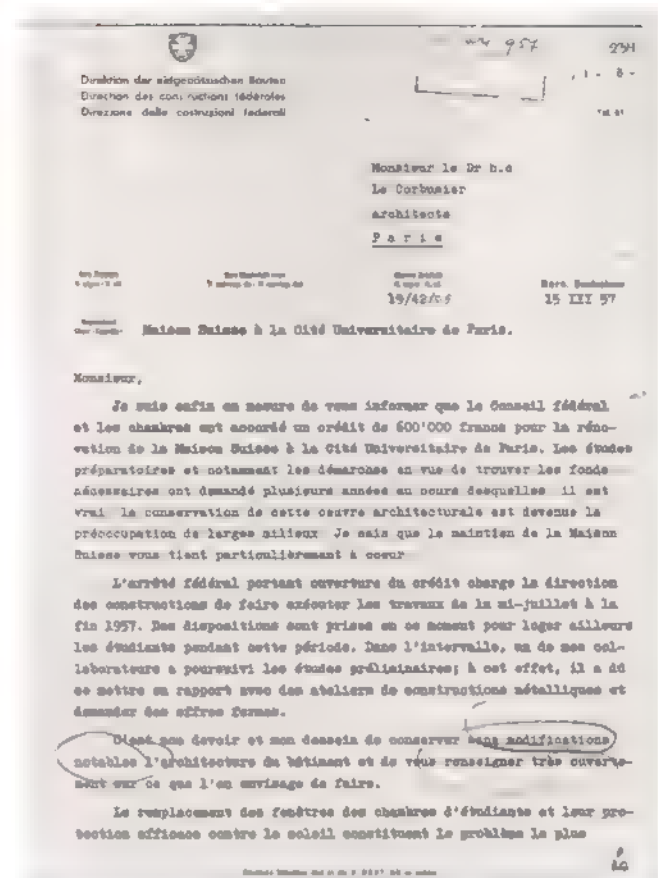 957
234
Direktion der eidgenössischen Bauten
Direction des constructions fédérales
Direzione delle costruzioni federali
Monsieur le Dr h.c
Le Corbusier
architecte
Paris
19/42/
15 III 57
Maison Suisse à la Cité Universitaire de Paris.
Monsieur,
Je suis enfin en mesure de vous informer que le Conseil fédéral
et les chambres ont accordé un crédit de 600'000 francs pour la réno-
vation de la Maison Suisse à la Cité Universitaire de Paris. Les études
préparatoires et notamment les démarches en vue de trouver les fonds
nécessaires ont demandé plusieurs années au cours desquelles il est
vrai la conservation de cette oeuvre architecturale est devenue la
préoccupation de larges milieux Je sais que le maintien de la Maison
Suisse vous tient particulièrement à coeur
L'arrêté fédéral portant ouverture du crédit charge la direction
des constructions de faire exécuter les travaux de la mi-juillet à la
fin 1957. Des dispositions sont prises en ce moment pour loger ailleurs
les étudiants pendant cette période. Dans l'intervalle, un de mes col-
laborateurs a poursuivi les études préliminaires; à cet effet, il a dû
se mettre en rapport avec des ateliers de constructions métalliques et
demander des offres fermes.
C'est mon devoir et mon dessein de conserver sans modifications
notables l'architecture du bâtiment et de vous renseigner très ouverte-
ment sur ce que l'on envisage de faire.
Le remplacement des fenêtres des chambres d'étudiants et leur pro-
tection efficace contre le soleil constituent le problème le plus